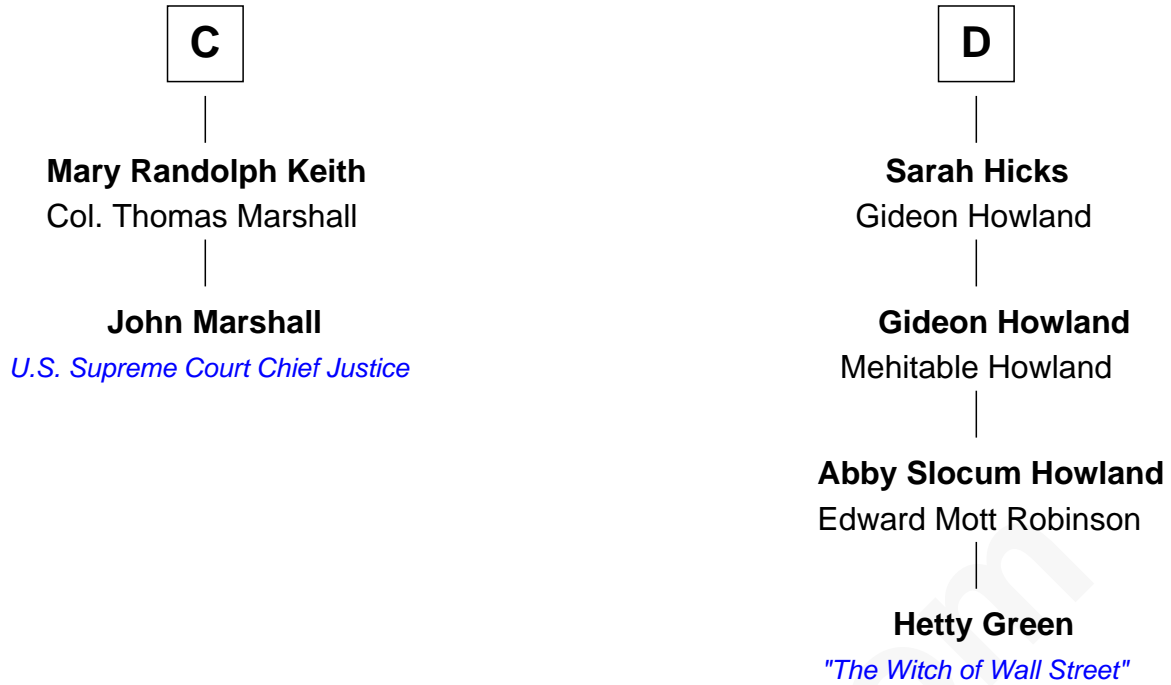 C
Mary Randolph Keith
Col. Thomas Marshall
John Marshall
U.S. Supreme Court Chief Justice
D
Sarah Hicks
Gideon Howland
Gideon Howland
Mehitable Howland
Abby Slocum Howland
Edward Mott Robinson
Hetty Green
"The Witch of Wall Street"